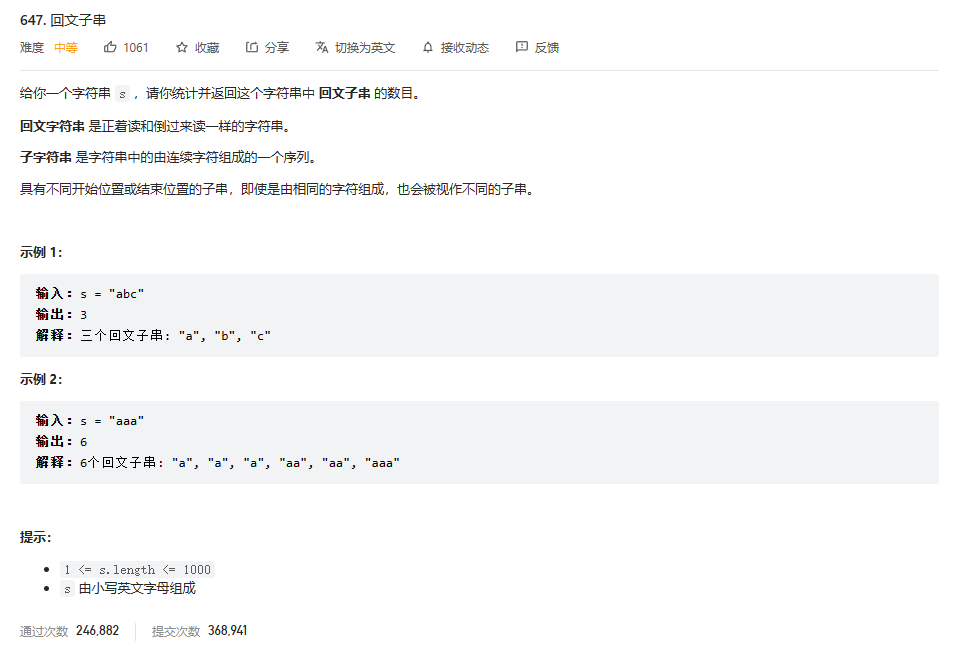 647. 回文子串
难度 中等 1061 收藏 分享 切换为英文 接收动态 反馈
给你一个字符串 s ，请你统计并返回这个字符串中 回文子串 的数目。
回文字符串 是正着读和倒过来读一样的字符串。
子字符串 是字符串中的由连续字符组成的一个序列。
具有不同开始位置或结束位置的子串，即使是由相同的字符组成，也会被视作不同的子串。
示例 1：
输入：s = "abc"
输出：3
解释：三个回文子串: "a", "b", "c"
示例 2：
输入：s = "aaa"
输出：6
解释：6个回文子串: "a", "a", "a", "aa", "aa", "aaa"
提示：
1 <= s.length <= 1000
s 由小写英文字母组成
通过次数 246,882 提交次数 368,941